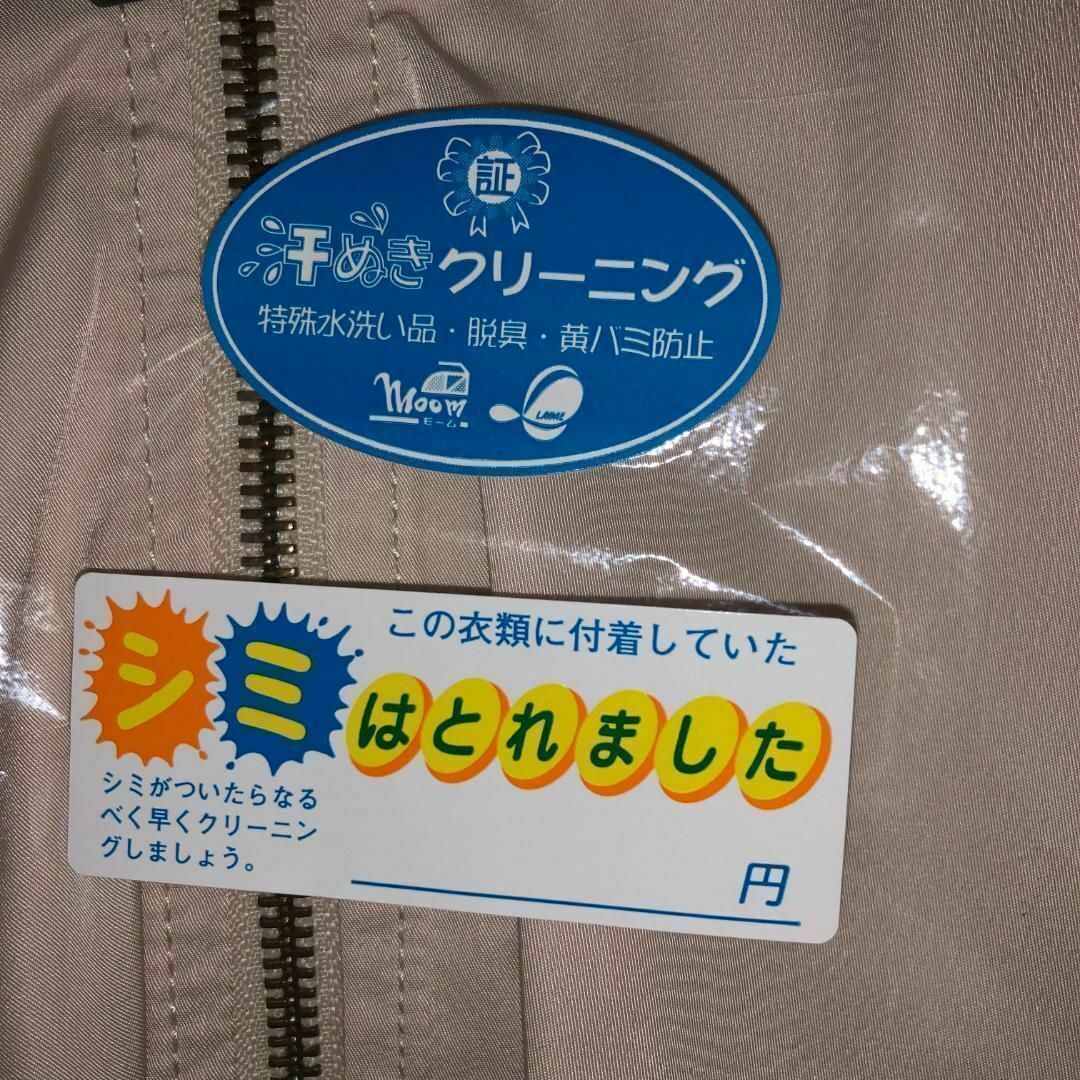 証
汗ぬきクリーニング
特殊水洗い品・脱臭・黄バミ防止
moom
モーム
LAVAGE
この衣類に付着していた
シミはとれました
シミがついたらなる
べく早くクリーニン
グしましょう。
円